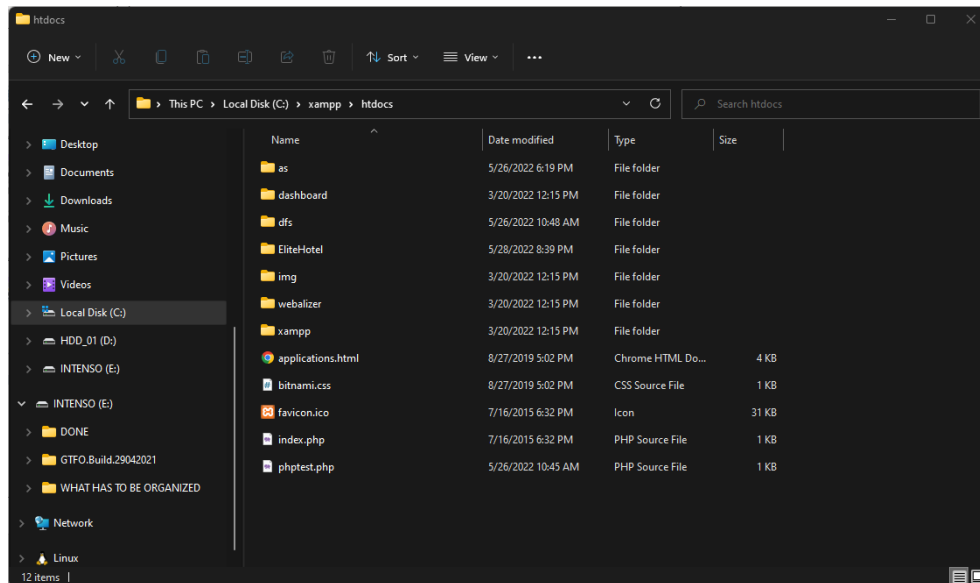 htdocs
New
Sort
View
This PC
Local Disk (C:)
xampp
htdocs
Search htdocs
Desktop
Documents
Downloads
Music
Pictures
Videos
Local Disk (C:)
HDD_01 (D:)
INTENSO (E:)
INTENSO (E:)
DONE
GTFO.Build.29042021
WHAT HAS TO BE ORGANIZED
Network
Linux
Name Date modified Type Size
as 5/26/2022 6:19 PM File folder
dashboard 3/20/2022 12:15 PM File folder
dfs 5/26/2022 10:48 AM File folder
EliteHotel 5/28/2022 8:39 PM File folder
img 3/20/2022 12:15 PM File folder
webalizer 3/20/2022 12:15 PM File folder
xampp 3/20/2022 12:15 PM File folder
applications.html 8/27/2019 5:02 PM Chrome HTML Do... 4 KB
bitnami.css 8/27/2019 5:02 PM CSS Source File 1 KB
favicon.ico 7/16/2015 6:32 PM Icon 31 KB
index.php 7/16/2015 6:32 PM PHP Source File 1 KB
phptest.php 5/26/2022 10:45 AM PHP Source File 1 KB
12 items